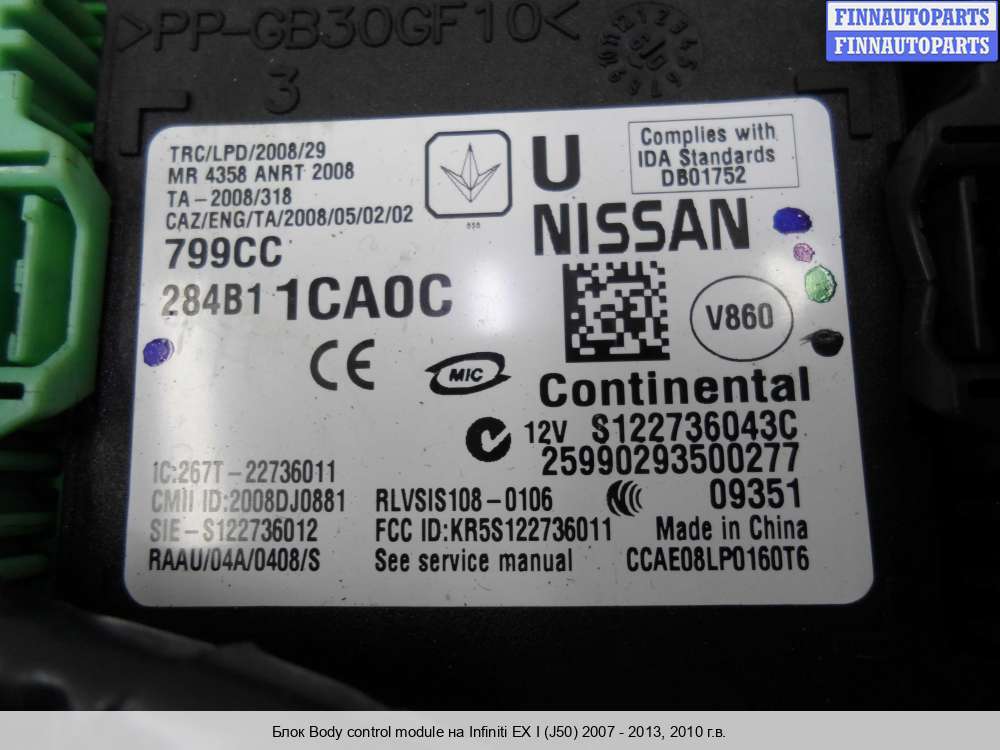 FINNAUTOPARTS
FINNAUTOPARTS
>PP-GB30GF10<
3
TRC/LPD/2008/29
MR 4358 ANRT 2008
TA-2008/318
CAZ/ENG/TA/2008/05/02/02
799CC
284B1 1CA0C
U
Complies with
IDA Standards
DB01752
NISSAN
V860
CE
MIC
Continental
12V S122736043C
25990293500277
09351
IC:267T-22736011
CMII ID:2008DJ0881
SIE-S122736012
RAAU/04A/0408/S
RLVSIS108-0106
FCC ID:KR5S122736011
See service manual
Made in China
CCAE08LP0160T6
Блок Body control module на Infiniti EX I (J50) 2007 - 2013, 2010 г.в.